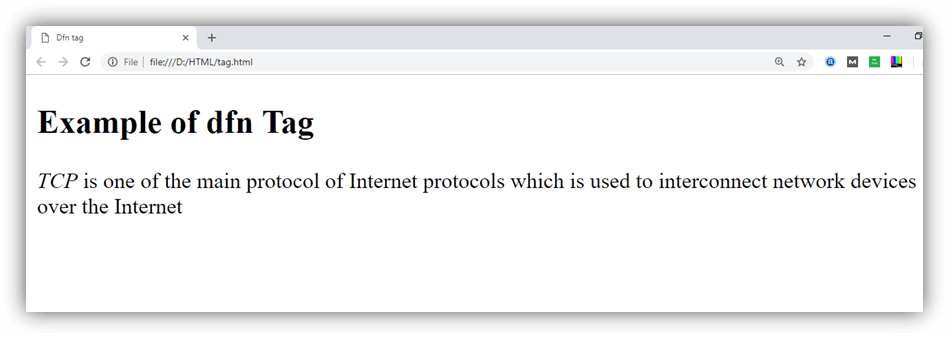 Dfn tag
File file:///D:/HTML/tag.html
Example of dfn Tag
TCP is one of the main protocol of Internet protocols which is used to interconnect network devices
over the Internet